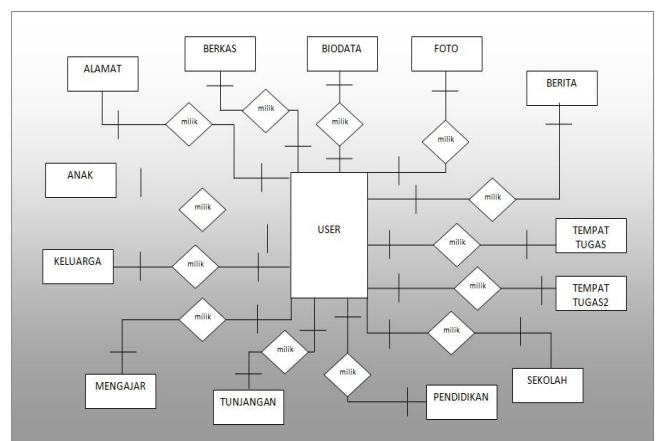 BERKAS
BIODATA
FOTO
ALAMAT
BERITA
milik
milik
milik
milik
milik
ANAK
milik
milik
USER
TEMPAT
TUGAS
milik
KELUARGA
milik
milik
TEMPAT
TUGAS2
milik
milik
milik
milik
MENGAJAR
TUNJANGAN
PENDIDIKAN
SEKOLAH